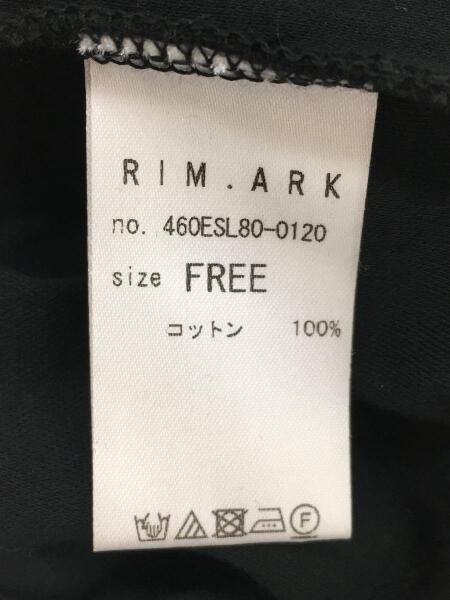 RIM.ARK
no. 460ESL80-0120
size FREE
コットン 100%
F